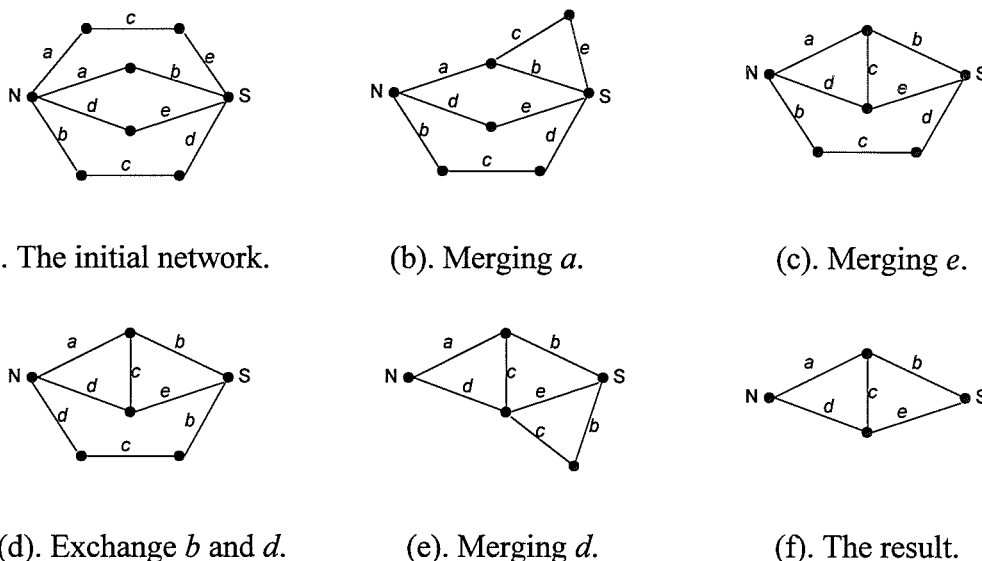 c
a e
a b
N S
d e
b d
c
c
e
a b
N S
d e
b d
c
a b
N c S
d e
b d
c
. The initial network.
(b). Merging a.
(c). Merging e.
a b
N c S
d e
d b
c
a b
N c S
d e
c b
a b
N c S
d e
(d). Exchange b and d.
(e). Merging d.
(f). The result.